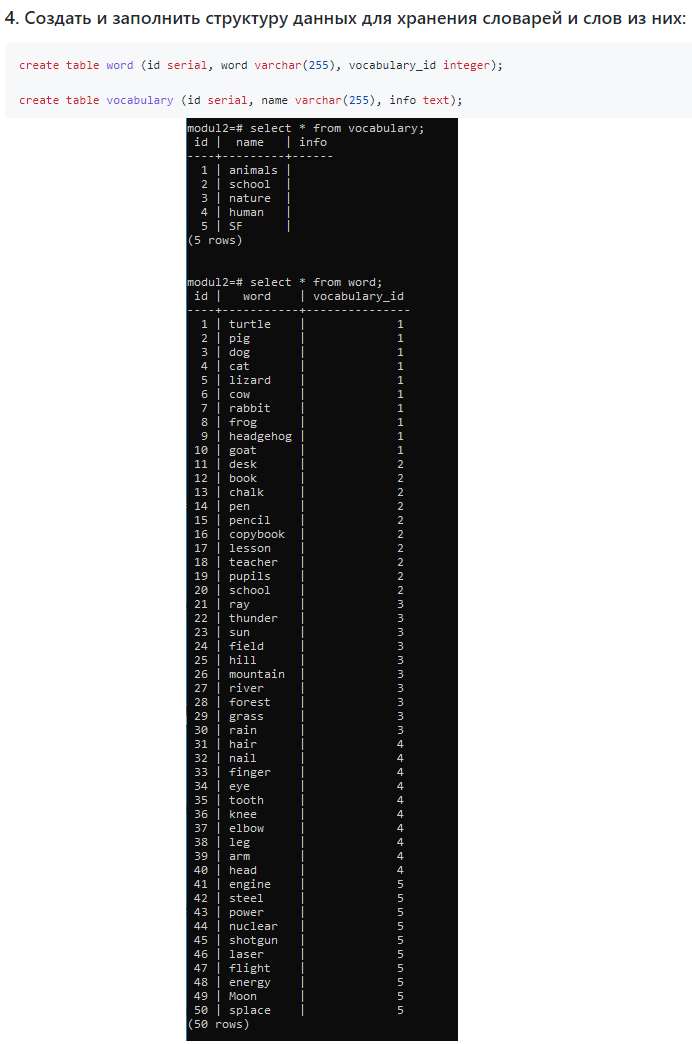 4. Создать и заполнить структуру данных для хранения словарей и слов из них:
create table word (id serial, word varchar(255), vocabulary_id integer);
create table vocabulary (id serial, name varchar(255), info text);
modul2=# select * from vocabulary;
 id |  name   | info
----+---------+------
  1 | animals |
  2 | school  |
  3 | nature  |
  4 | human   |
  5 | SF      |
(5 rows)
modul2=# select * from word;
 id |   word    | vocabulary_id
----+-----------+---------------
  1 | turtle    |             1
  2 | pig       |             1
  3 | dog       |             1
  4 | cat       |             1
  5 | lizard    |             1
  6 | cow       |             1
  7 | rabbit    |             1
  8 | frog      |             1
  9 | headgehog |             1
 10 | goat      |             1
 11 | desk      |             2
 12 | book      |             2
 13 | chalk     |             2
 14 | pen       |             2
 15 | pencil    |             2
 16 | copybook  |             2
 17 | lesson    |             2
 18 | teacher   |             2
 19 | pupils    |             2
 20 | school    |             2
 21 | ray       |             3
 22 | thunder   |             3
 23 | sun       |             3
 24 | field     |             3
 25 | hill      |             3
 26 | mountain  |             3
 27 | river     |             3
 28 | forest    |             3
 29 | grass     |             3
 30 | rain      |             3
 31 | hair      |             4
 32 | nail      |             4
 33 | finger    |             4
 34 | eye       |             4
 35 | tooth     |             4
 36 | knee      |             4
 37 | elbow     |             4
 38 | leg       |             4
 39 | arm       |             4
 40 | head      |             4
 41 | engine    |             5
 42 | steel     |             5
 43 | power     |             5
 44 | nuclear   |             5
 45 | shotgun   |             5
 46 | laser     |             5
 47 | flight    |             5
 48 | energy    |             5
 49 | Moon      |             5
 50 | splace    |             5
(50 rows)